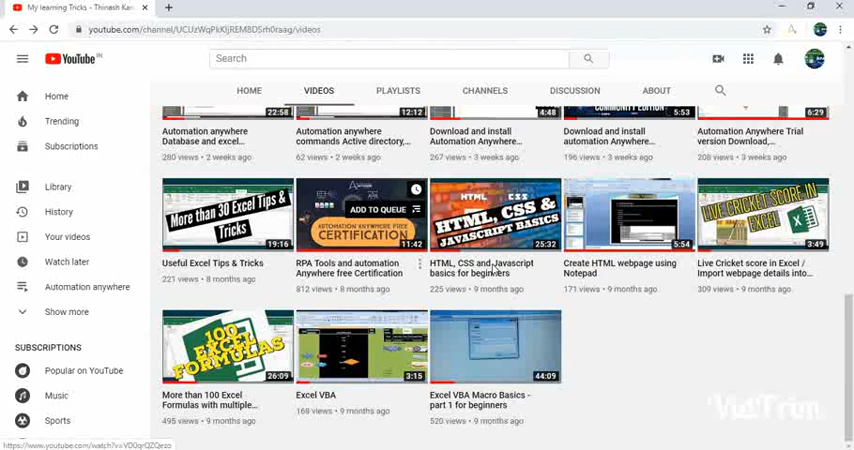 My learning Tricks - Thinash Kan
youtube.com/channel/UCUzWqPkKljREM8DSrh0raag/videos
YouTube IN
Search
HOME VIDEOS PLAYLISTS CHANNELS DISCUSSION ABOUT
Home
Trending
Subscriptions
Library
History
Your videos
Watch later
Automation anywhere
Show more
SUBSCRIPTIONS
Popular on YouTube
Music
Sports
22:58 12:12 4:48 COMMUNITY EDITION 5:53 6:29
Automation anywhere Database and excel...
280 views • 2 weeks ago
Automation anywhere commands Active directory,...
62 views • 2 weeks ago
Download and install Automation Anywhere...
267 views • 3 weeks ago
Download and install automation Anywhere...
196 views • 3 weeks ago
Automation Anywhere Trial version Download,...
208 views • 3 weeks ago
More than 30 Excel Tips & Tricks
19:16
Useful Excel Tips & Tricks
221 views • 8 months ago
ADD TO QUEUE
AUTOMATION ANYWHERE FREE
CERTIFICATION
11:42
RPA Tools and automation Anywhere free Certification
812 views • 8 months ago
HTML CSS
HTML, CSS &
JAVASCRIPT
BASICS
25:32
HTML, CSS and Javascript basics for beginners
225 views • 9 months ago
5:54
Create HTML webpage using Notepad
171 views • 9 months ago
LIVE CRICKET SCORE IN EXCEL
3:49
Live Cricket score in Excel / Import webpage details into...
309 views • 9 months ago
100 EXCEL FORMULAS
26:09
More than 100 Excel Formulas with multiple...
495 views • 9 months ago
3:15
Excel VBA
168 views • 9 months ago
44:09
Excel VBA Macro Basics - part 1 for beginners
520 views • 9 months ago
VidTrim